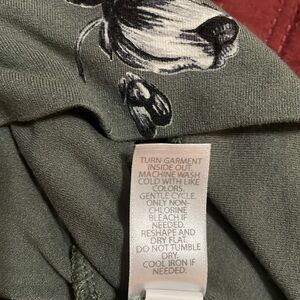 TURN GARMENT
INSIDE OUT.
MACHINE WASH
COLD WITH LIKE
COLORS.
GENTLE CYCLE.
ONLY NON-
CHLORINE
BLEACH IF
NEEDED.
RESHAPE AND
DRY FLAT.
DO NOT TUMBLE
DRY.
COOL IRON IF
NEEDED.